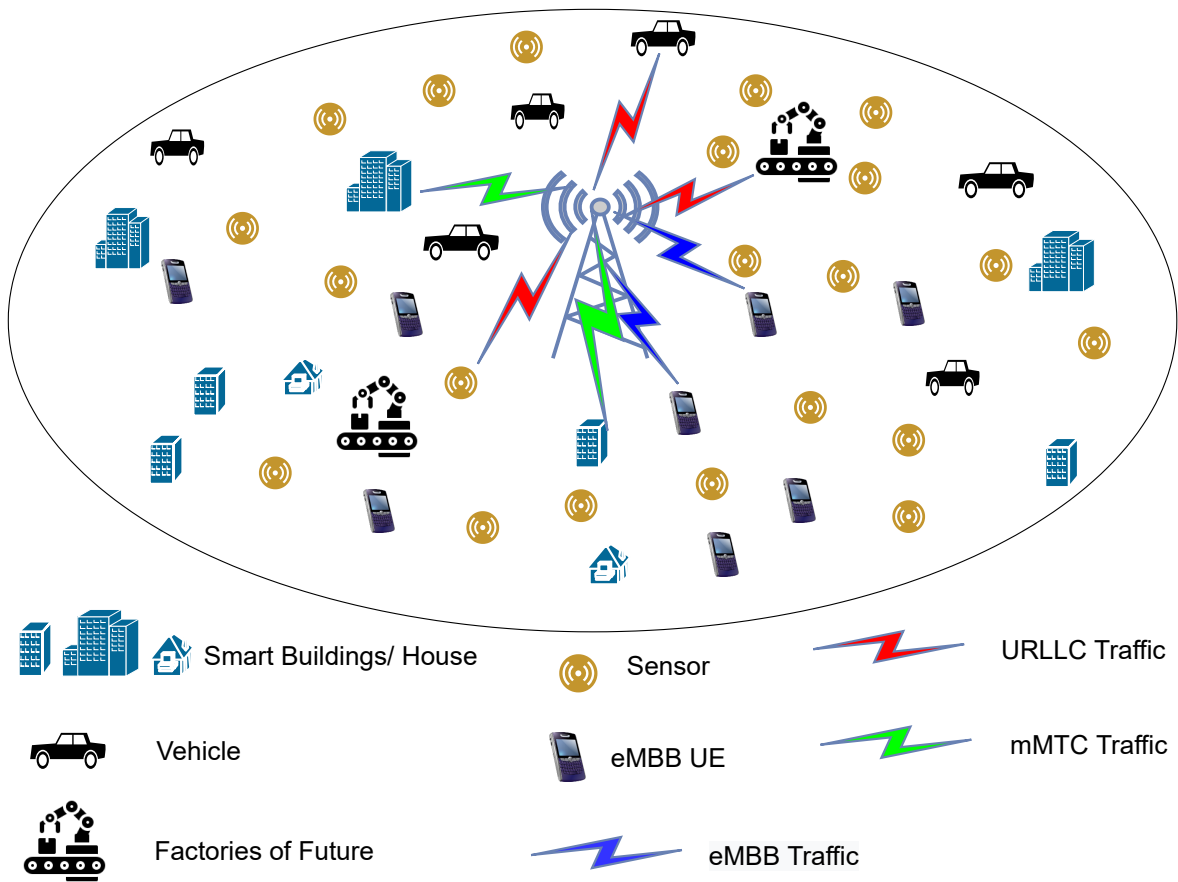 Smart Buildings/ House
Sensor
URLLC Traffic
Vehicle
eMBB UE
mMTC Traffic
Factories of Future
eMBB Traffic